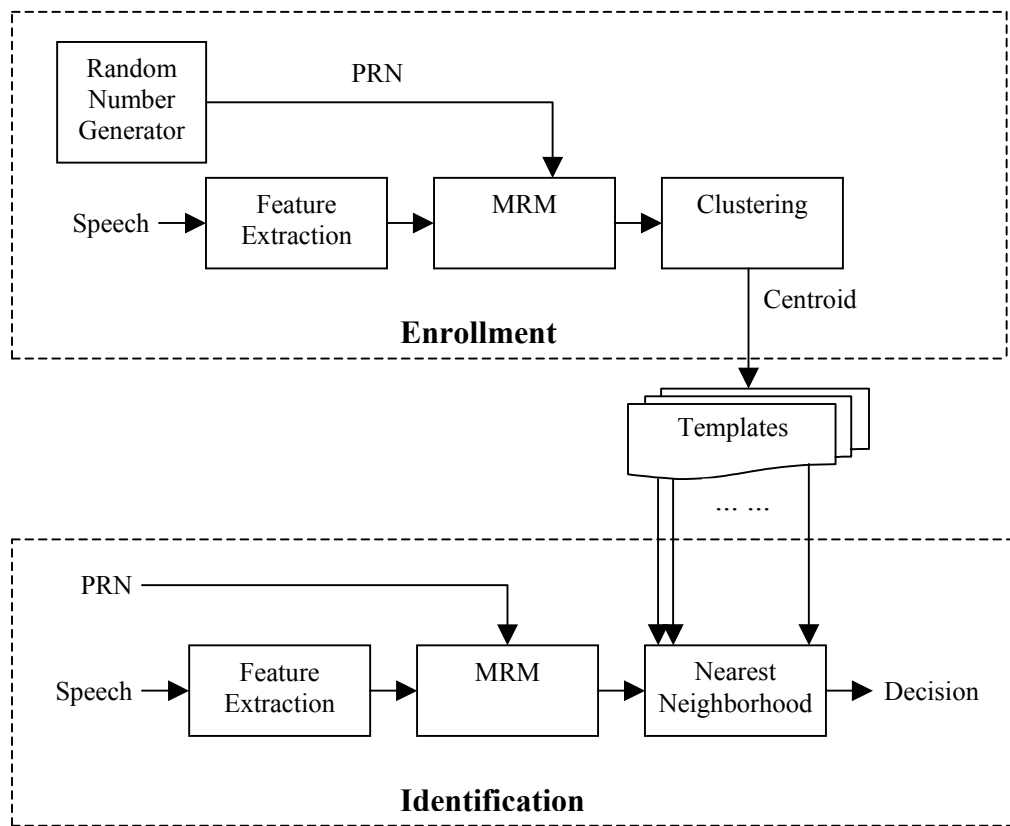 Random
Number
Generator
PRN
Speech
Feature
Extraction
MRM
Clustering
Centroid
Enrollment
Templates
... ...
PRN
Speech
Feature
Extraction
MRM
Nearest
Neighborhood
Decision
Identification